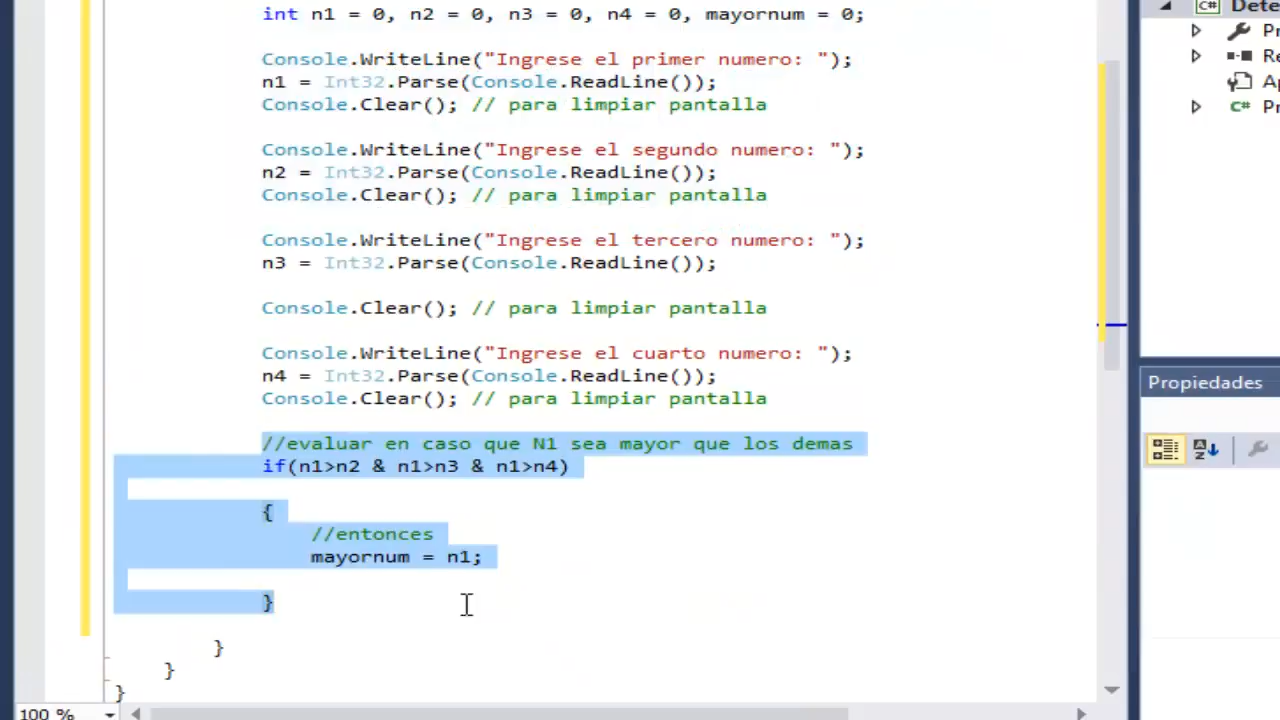 int n1 = 0, n2 = 0, n3 = 0, n4 = 0, mayornum = 0;
Console.WriteLine("Ingrese el primer numero: ");
n1 = Int32.Parse(Console.ReadLine());
Console.Clear(); // para limpiar pantalla
Console.WriteLine("Ingrese el segundo numero: ");
n2 = Int32.Parse(Console.ReadLine());
Console.Clear(); // para limpiar pantalla
Console.WriteLine("Ingrese el tercero numero: ");
n3 = Int32.Parse(Console.ReadLine());
Console.Clear(); // para limpiar pantalla
Console.WriteLine("Ingrese el cuarto numero: ");
n4 = Int32.Parse(Console.ReadLine());
Console.Clear(); // para limpiar pantalla
//evaluar en caso que N1 sea mayor que los demas
if(n1>n2 & n1>n3 & n1>n4)
{
//entonces
mayornum = n1;
}
}
}
}
100 %
C# Dete
Pr
Re
Ap
C# Pr
Propiedades